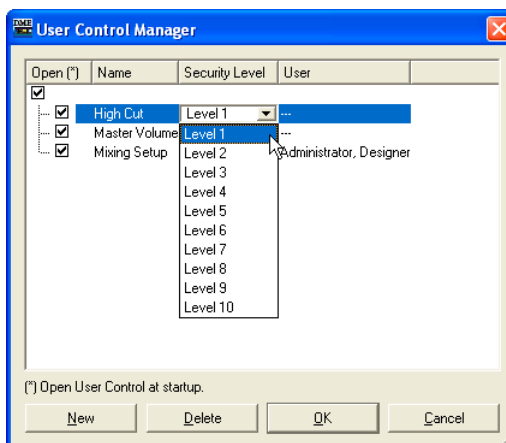 DME
User Control Manager
Open (*) Name Security Level User
High Cut Level 1 ---
Master Volume Level 1 ---
Mixing Setup Level 2 Administrator, Designer
Level 3
Level 4
Level 5
Level 6
Level 7
Level 8
Level 9
Level 10
(*) Open User Control at startup.
New Delete OK Cancel